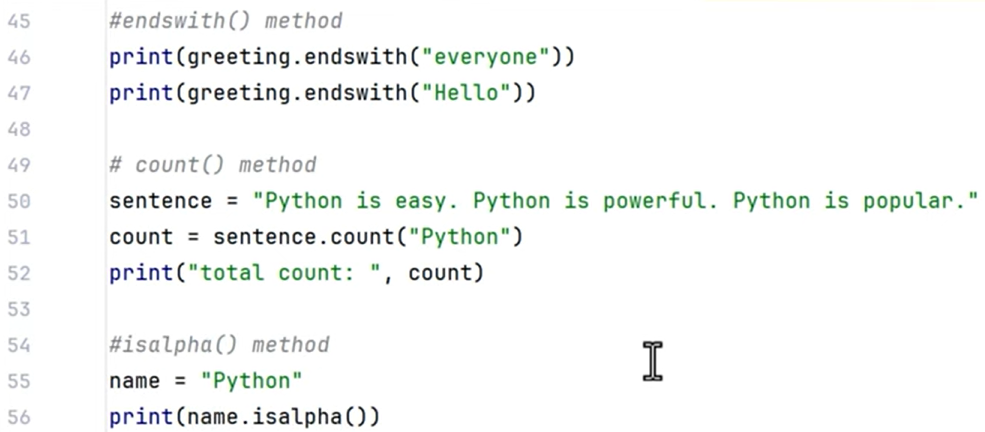 45 #endswith() method
46 print(greeting.endswith("everyone"))
47 print(greeting.endswith("Hello"))
48
49 # count() method
50 sentence = "Python is easy. Python is powerful. Python is popular."
51 count = sentence.count("Python")
52 print("total count: ", count)
53
54 #isalpha() method
55 name = "Python"
56 print(name.isalpha())